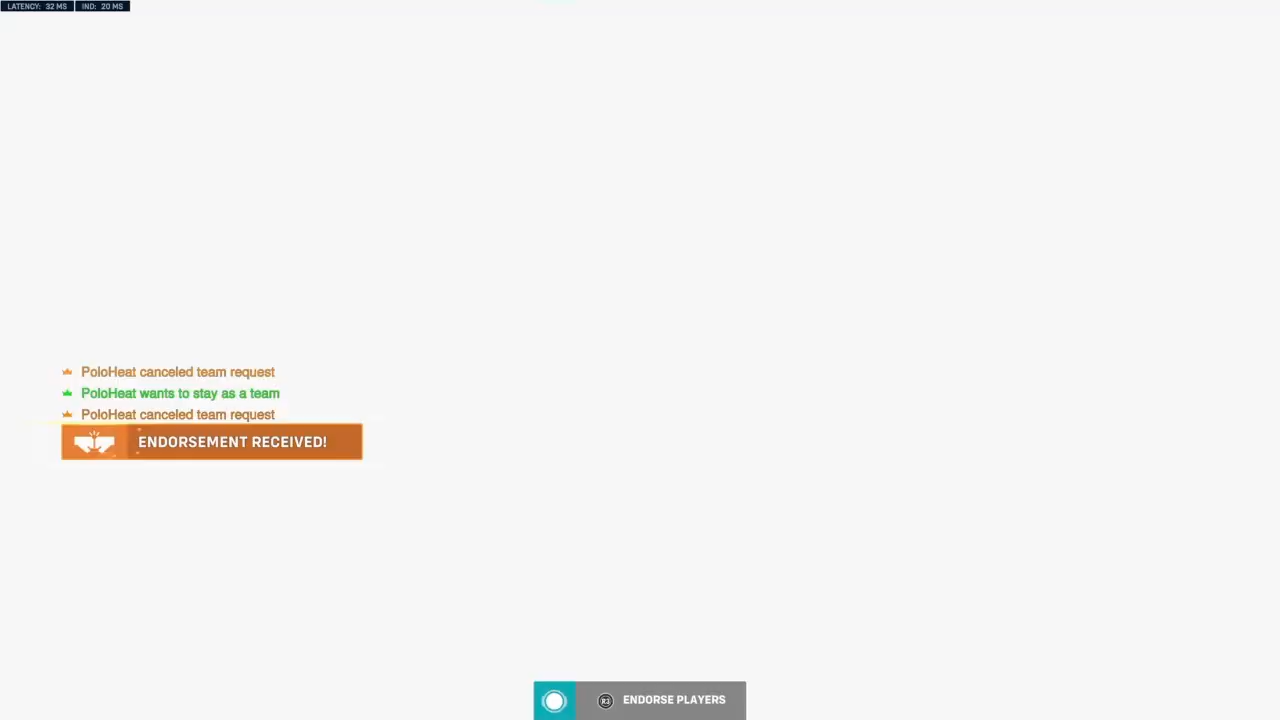 LATENCY: 32 MS IND: 20 MS
PoloHeat canceled team request
PoloHeat wants to stay as a team
PoloHeat canceled team request
ENDORSEMENT RECEIVED!
R3 ENDORSE PLAYERS